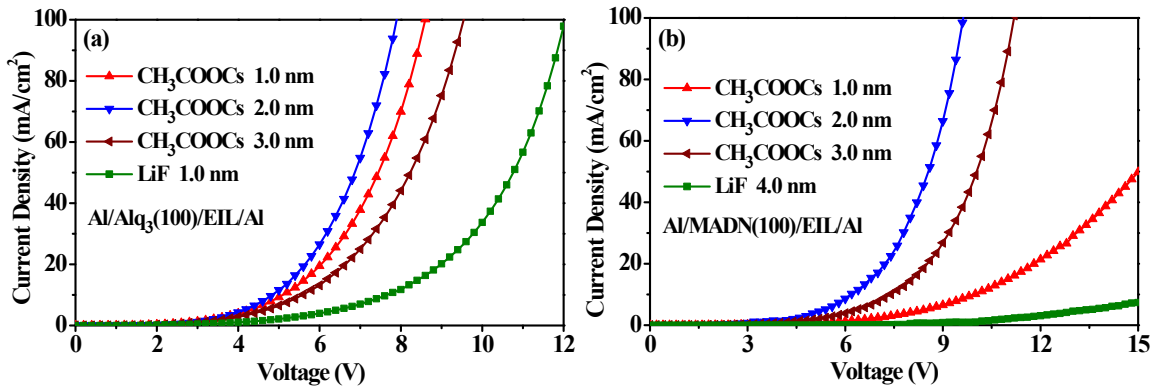 (a)
CH₃COOCs 1.0 nm
CH₃COOCs 2.0 nm
CH₃COOCs 3.0 nm
LiF 1.0 nm
Al/Alq₃(100)/EIL/Al
Current Density (mA/cm²)
100
80
60
40
20
0
0 2 4 6 8 10 12
Voltage (V)
(b)
CH₃COOCs 1.0 nm
CH₃COOCs 2.0 nm
CH₃COOCs 3.0 nm
LiF 4.0 nm
Al/MADN(100)/EIL/Al
Current Density (mA/cm²)
100
80
60
40
20
0
0 3 6 9 12 15
Voltage (V)